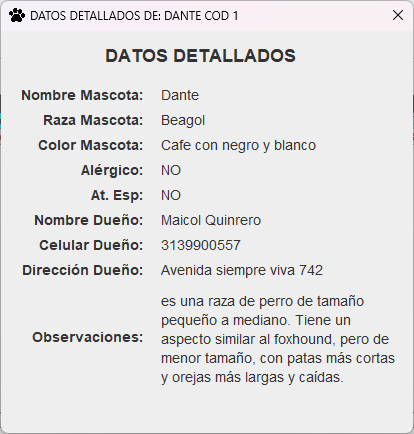 DATOS DETALLADOS DE: DANTE COD 1
DATOS DETALLADOS
Nombre Mascota: Dante
Raza Mascota: Beagol
Color Mascota: Cafe con negro y blanco
Alérgico: NO
At. Esp: NO
Nombre Dueño: Maicol Quinrero
Celular Dueño: 3139900557
Dirección Dueño: Avenida siempre viva 742
Observaciones:
es una raza de perro de tamaño
pequeño a mediano. Tiene un
aspecto similar al foxhound, pero de
menor tamaño, con patas más cortas
y orejas más largas y caídas.